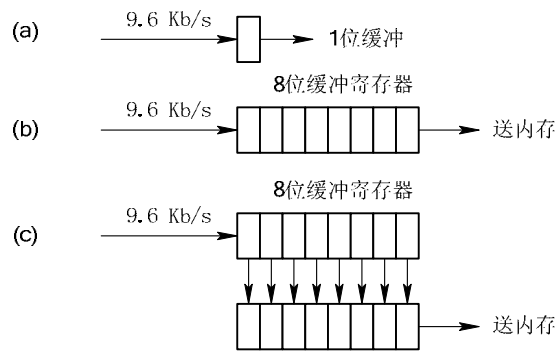 (a) 9.6 Kb/s 1位缓冲
8位缓冲寄存器
(b) 9.6 Kb/s 送内存
8位缓冲寄存器
(c) 9.6 Kb/s
送内存